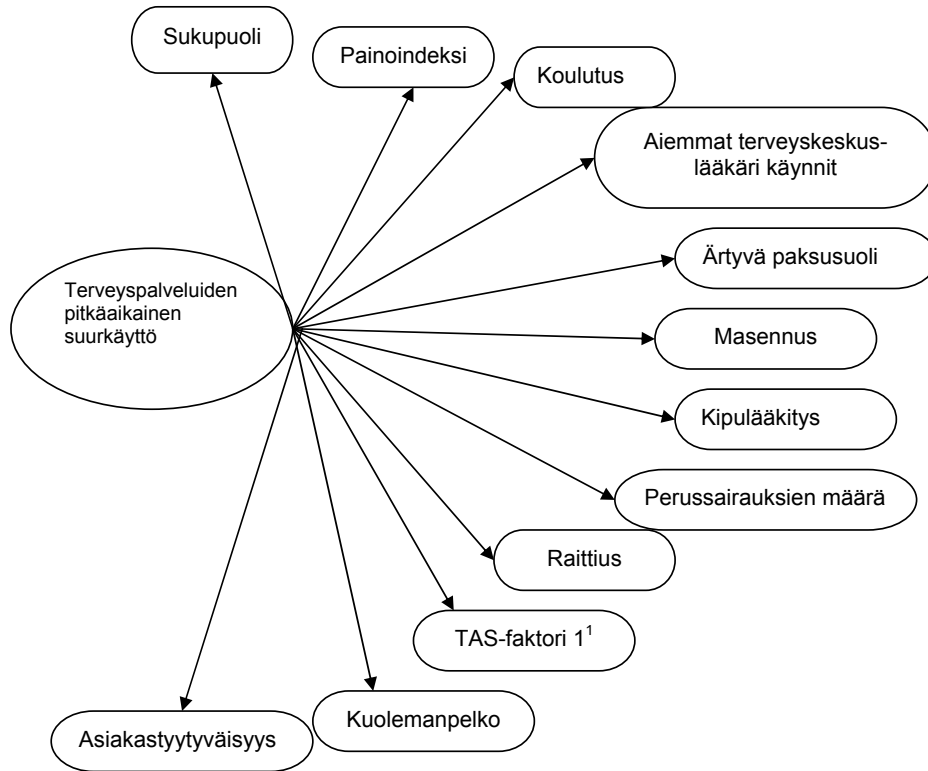 Sukupuoli
Painoindeksi
Koulutus
Aiemmat terveyskeskus-
lääkäri käynnit
Ärtyvä paksusuoli
Terveyspalveluiden
pitkäaikainen
suurkäyttö
Masennus
Kipulääkitys
Perussairauksien määrä
Raittius
TAS-faktori 1¹
Kuolemanpelko
Asiakastyytyväisyys